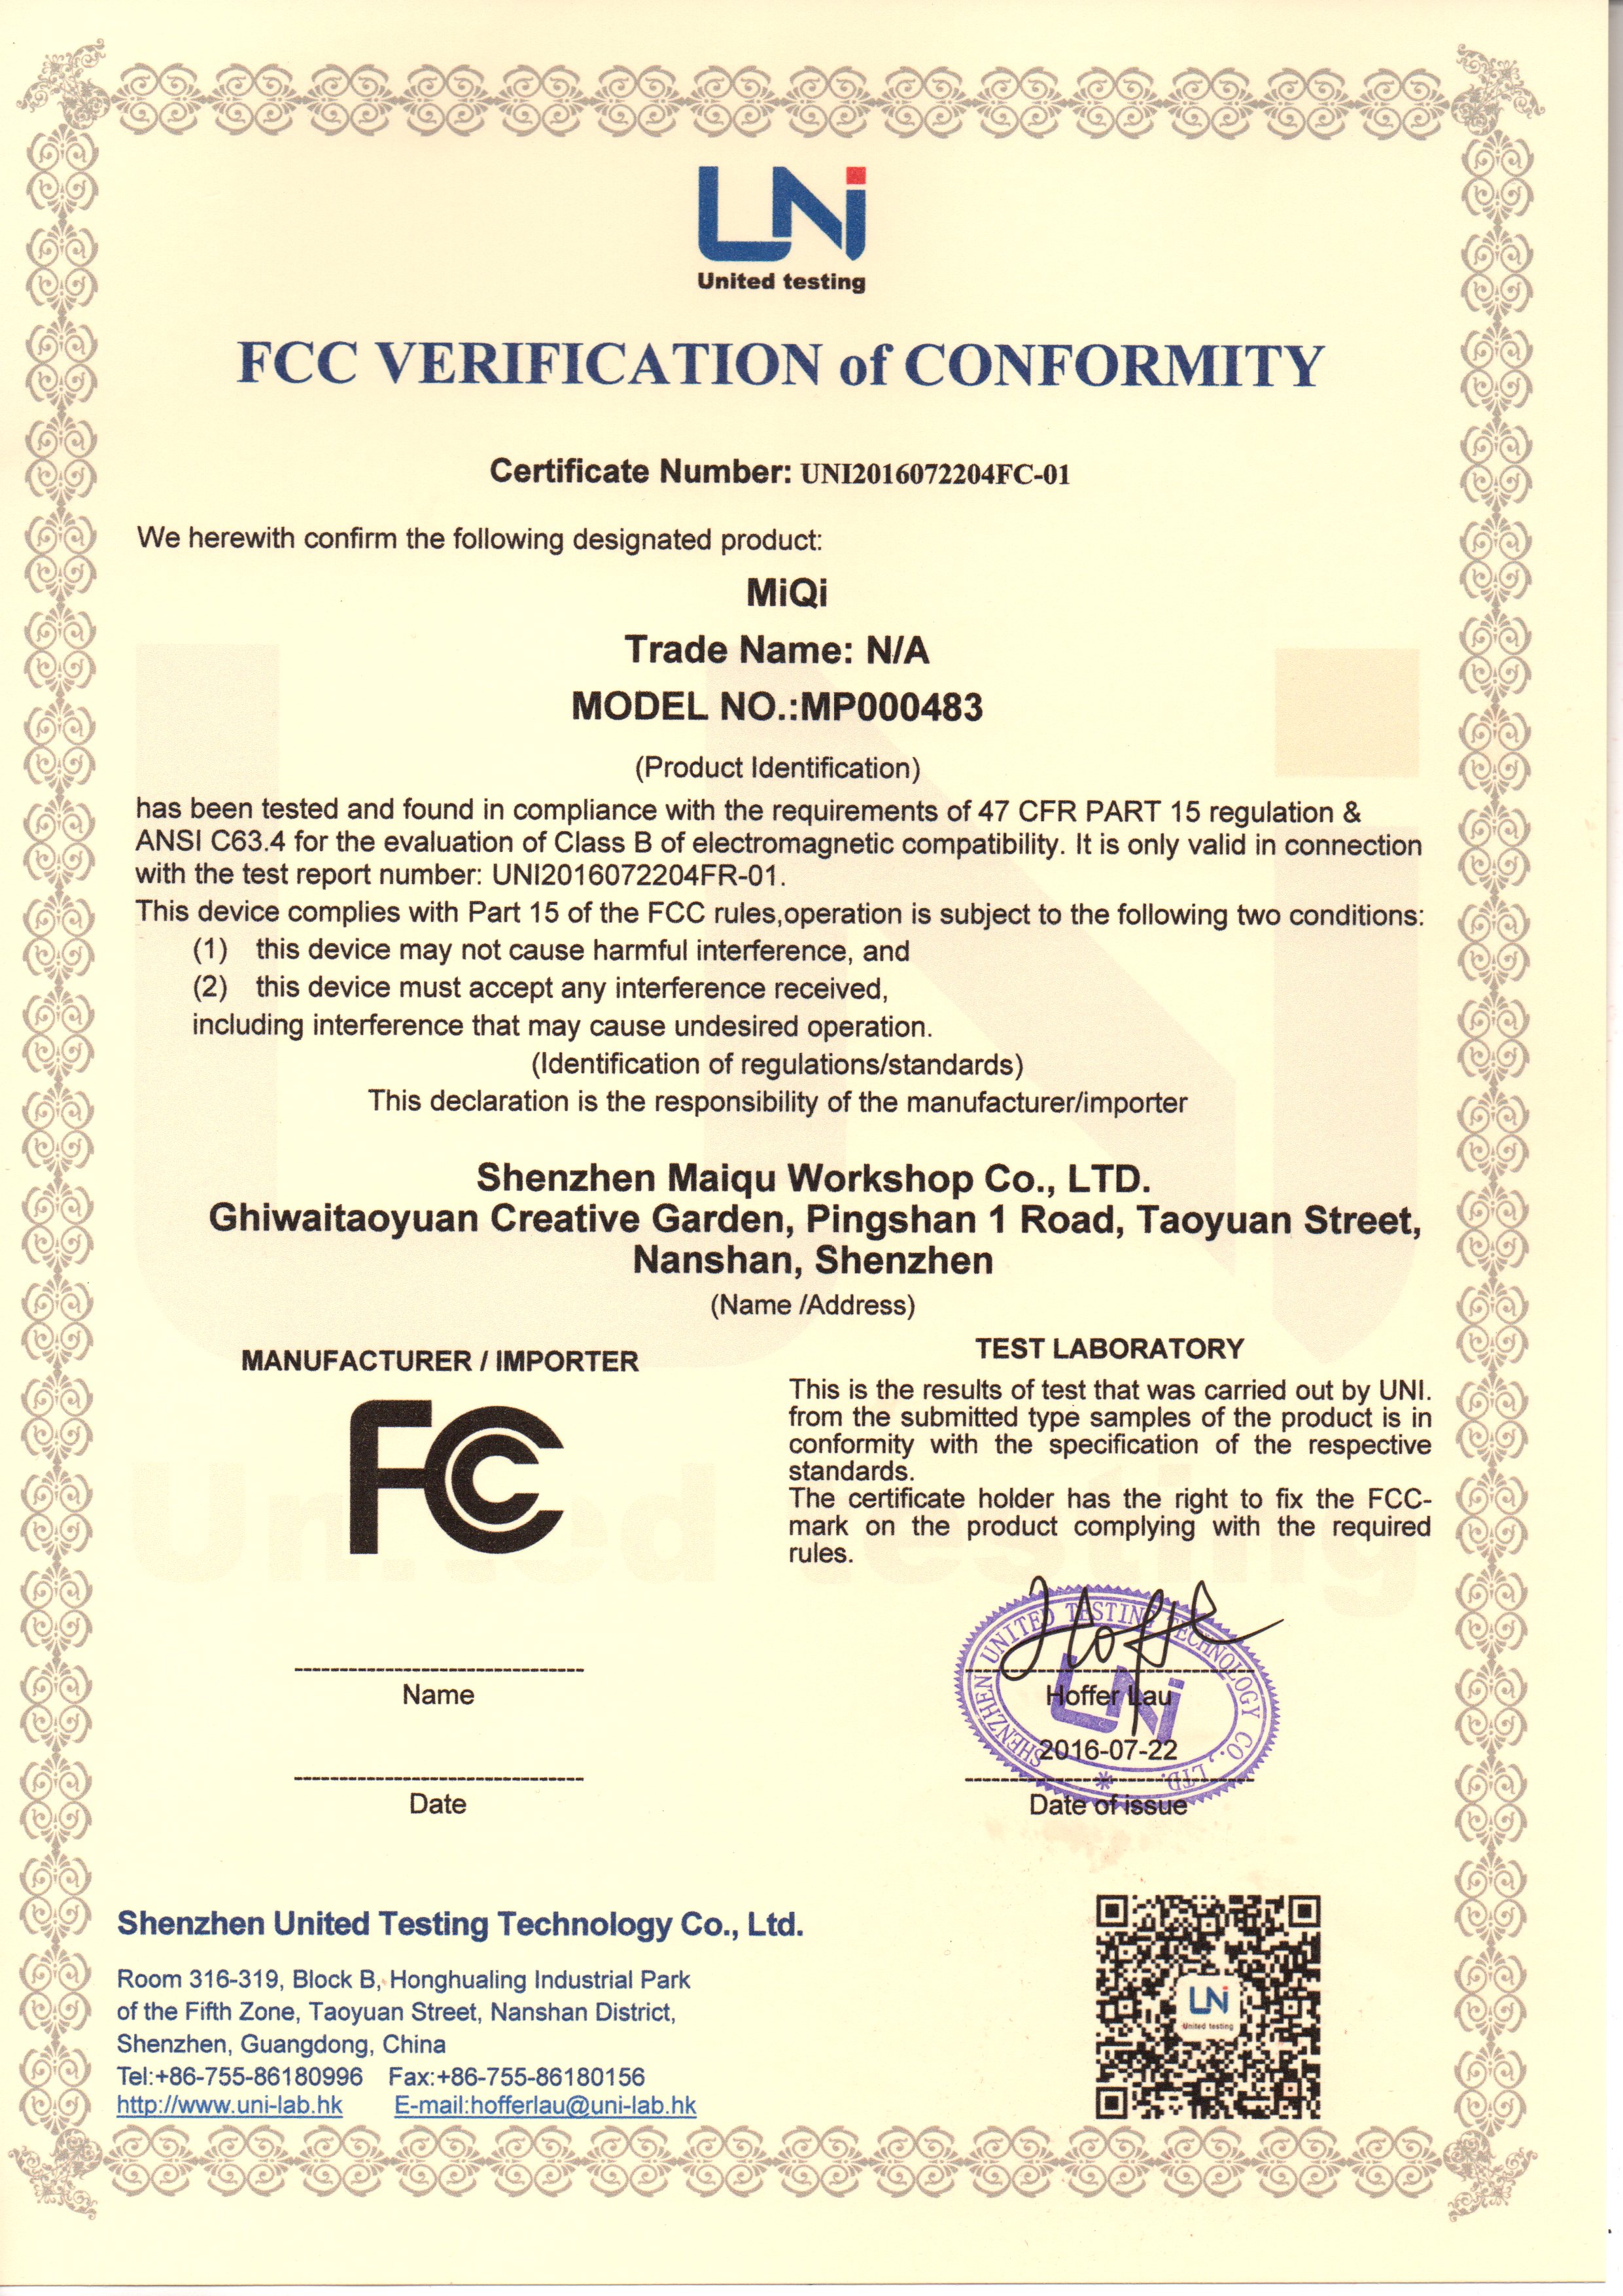 UNi
United testing
FCC VERIFICATION of CONFORMITY
Certificate Number: UNI2016072204FC-01
We herewith confirm the following designated product:
MiQi
Trade Name: N/A
MODEL NO.:MP000483
(Product Identification)
has been tested and found in compliance with the requirements of 47 CFR PART 15 regulation &
ANSI C63.4 for the evaluation of Class B of electromagnetic compatibility. It is only valid in connection
with the test report number: UNI2016072204FR-01.
This device complies with Part 15 of the FCC rules,operation is subject to the following two conditions:
(1) this device may not cause harmful interference, and
(2) this device must accept any interference received,
including interference that may cause undesired operation.
(Identification of regulations/standards)
This declaration is the responsibility of the manufacturer/importer
Shenzhen Maiqu Workshop Co., LTD.
Ghiwaitaoyuan Creative Garden, Pingshan 1 Road, Taoyuan Street,
Nanshan, Shenzhen
(Name /Address)
MANUFACTURER / IMPORTER
FCC
Name
Date
TEST LABORATORY
This is the results of test that was carried out by UNI.
from the submitted type samples of the product is in
conformity with the specification of the respective
standards.
The certificate holder has the right to fix the FCC-
mark on the product complying with the required
rules.
SHENZHEN UNITED TESTING TECHNOLOGY CO., LTD.
UNi
Hoffer Lau
2016-07-22
Date of issue
Shenzhen United Testing Technology Co., Ltd.
Room 316-319, Block B, Honghualing Industrial Park
of the Fifth Zone, Taoyuan Street, Nanshan District,
Shenzhen, Guangdong, China
Tel:+86-755-86180996 Fax:+86-755-86180156
http://www.uni-lab.hk E-mail:hofferlau@uni-lab.hk
UNi
United testing